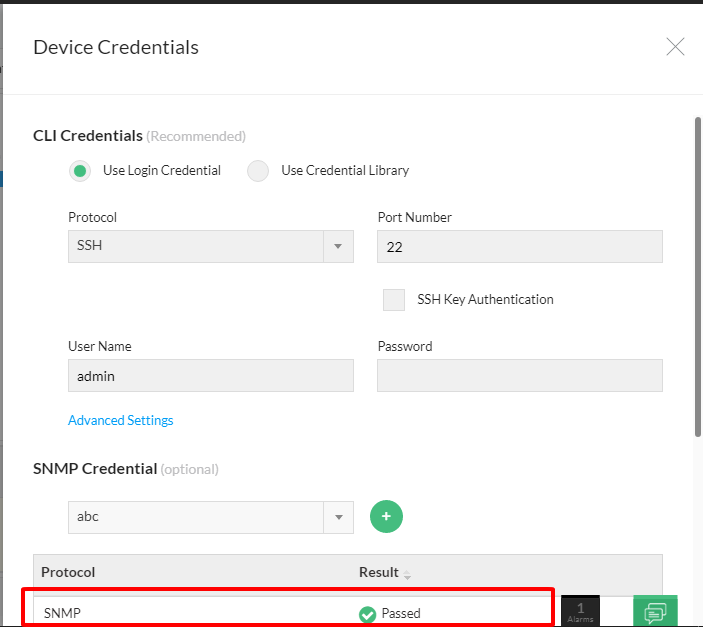 Device Credentials
CLI Credentials (Recommended)
Use Login Credential Use Credential Library
Protocol Port Number
SSH 22
SSH Key Authentication
User Name Password
admin
Advanced Settings
SNMP Credential (optional)
abc +
Protocol Result
SNMP Passed
1
Alarms